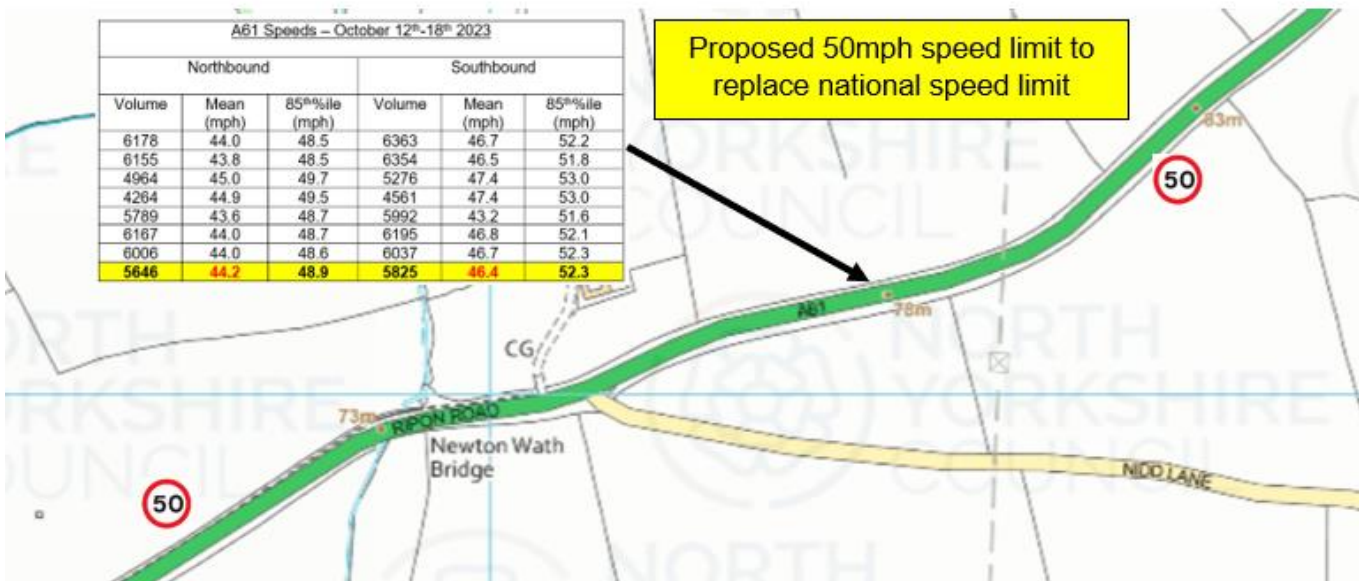 A61 Speeds – October 12th-18th 2023
Northbound Southbound
Volume Mean (mph) 85th%ile (mph) Volume Mean (mph) 85th%ile (mph)
6178 44.0 48.5 6363 46.7 52.2
6155 43.8 48.5 6354 46.5 51.8
4964 45.0 49.7 5276 47.4 53.0
4264 44.9 49.5 4561 47.4 53.0
5789 43.6 48.7 5992 43.2 51.6
6167 44.0 48.7 6195 46.8 52.1
6006 44.0 48.6 6037 46.7 52.3
5646 44.2 48.9 5825 46.4 52.3
Proposed 50mph speed limit to
replace national speed limit
83m
50
A61
78m
CG
73m
RIPON ROAD
Newton Wath
Bridge
NIDD LANE
50
NORTH
YORKSHIRE
COUNCIL